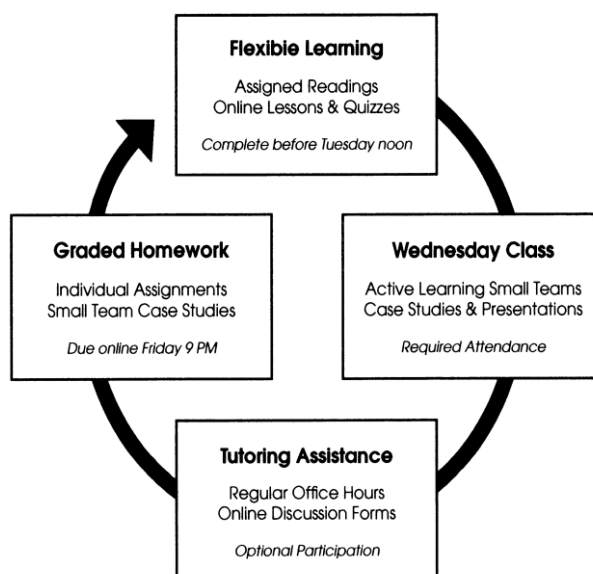 Flexible Learning
Assigned Readings
Online Lessons & Quizzes
Complete before Tuesday noon
Graded Homework
Individual Assignments
Small Team Case Studies
Due online Friday 9 PM
Wednesday Class
Active Learning Small Teams
Case Studies & Presentations
Required Attendance
Tutoring Assistance
Regular Office Hours
Online Discussion Forms
Optional Participation